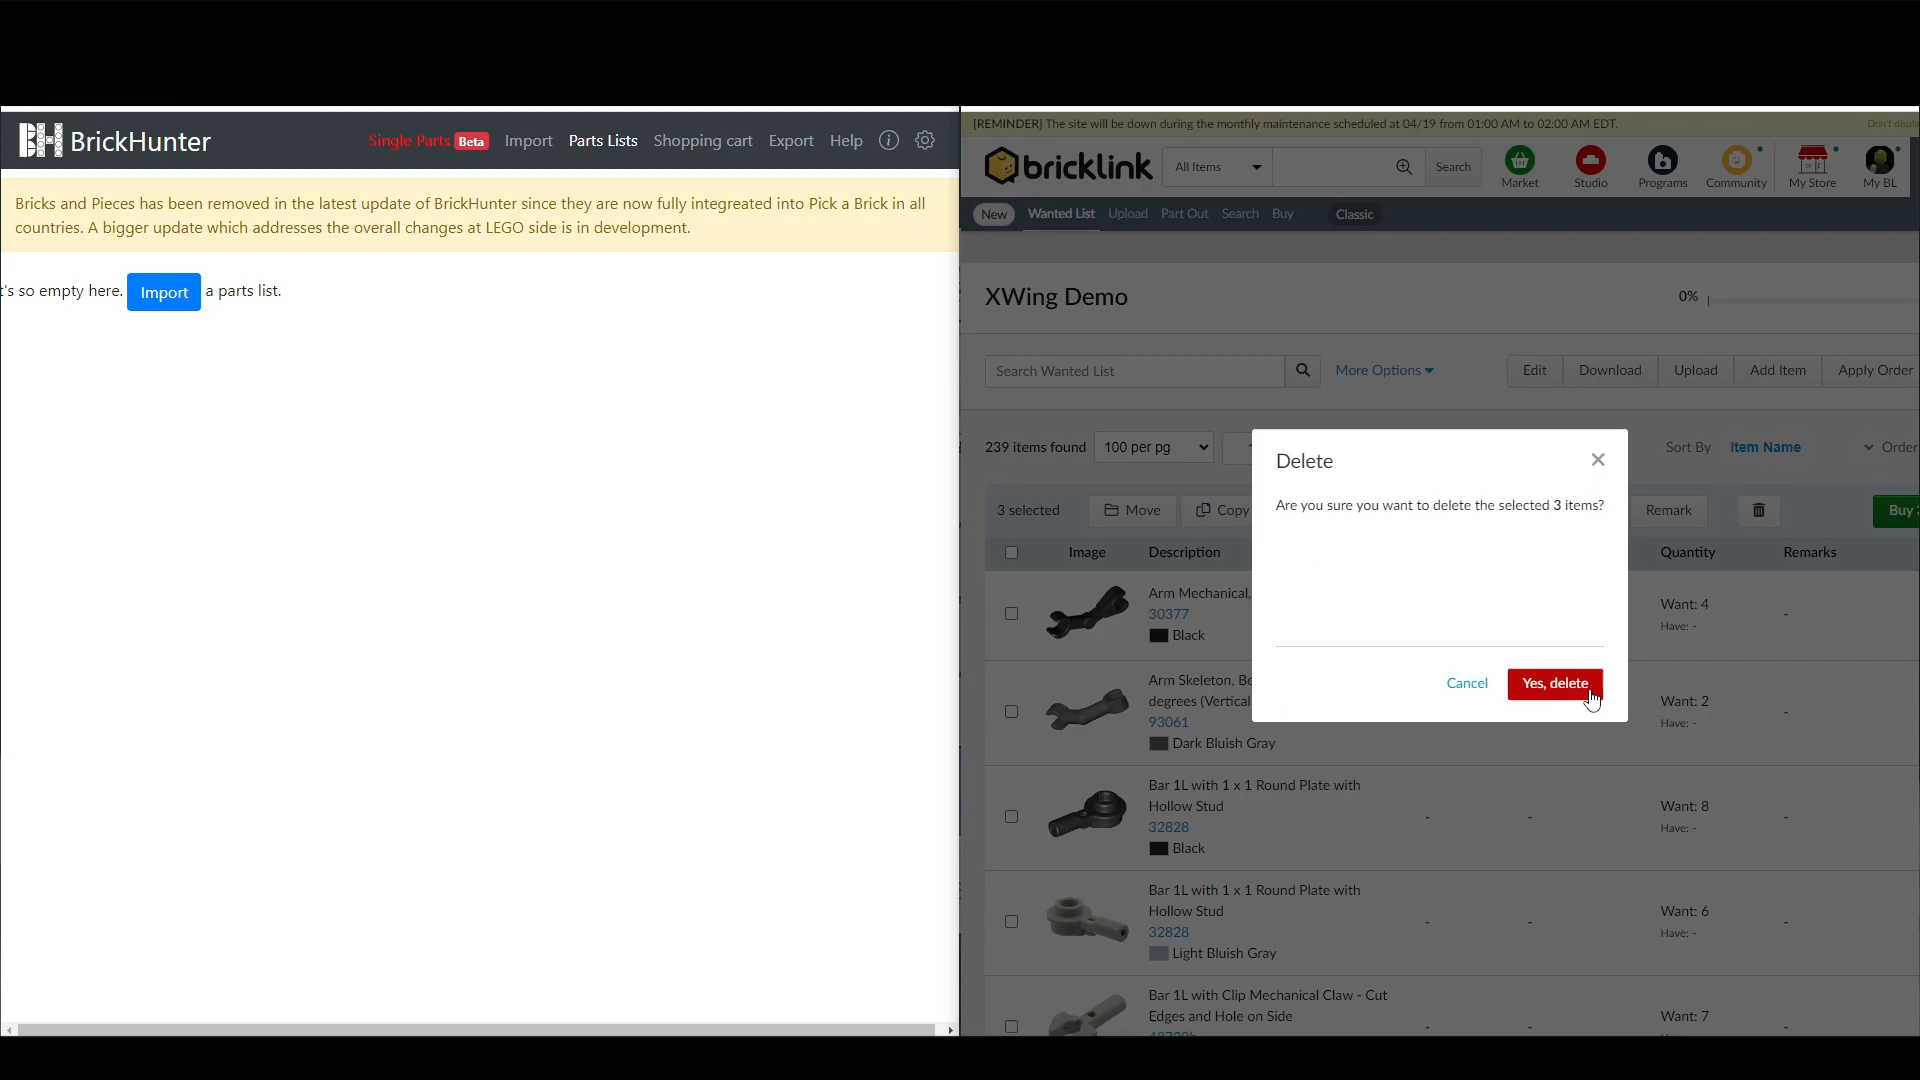 BrickHunter
Single Parts Beta Import Parts Lists Shopping cart Export Help
Bricks and Pieces has been removed in the latest update of BrickHunter since they are now fully integreated into Pick a Brick in all
countries. A bigger update which addresses the overall changes at LEGO side is in development.
t's so empty here. Import a parts list.
[REMINDER] The site will be down during the monthly maintenance scheduled at 04/19 from 01:00 AM to 02:00 AM EDT. Don't displa
bricklink All Items Search Market Studio Programs Community My Store My BL
New Wanted List Upload Part Out Search Buy Classic
XWing Demo 0%
Search Wanted List More Options Edit Download Upload Add Item Apply Order
239 items found 100 per pg Sort By Item Name Order
3 selected Move Copy Remark Buy
Image Description Quantity Remarks
Delete
Are you sure you want to delete the selected 3 items?
Cancel Yes, delete
Arm Mechanical,
30377
Black
Want: 4
Have: -
-
Arm Skeleton, Be
degrees (Vertical
93061
Dark Bluish Gray
Want: 2
Have: -
-
Bar 1L with 1 x 1 Round Plate with
Hollow Stud
32828
Black
- -
Want: 8
Have: -
-
Bar 1L with 1 x 1 Round Plate with
Hollow Stud
32828
Light Bluish Gray
- -
Want: 6
Have: -
-
Bar 1L with Clip Mechanical Claw - Cut
Edges and Hole on Side
- -
Want: 7
-